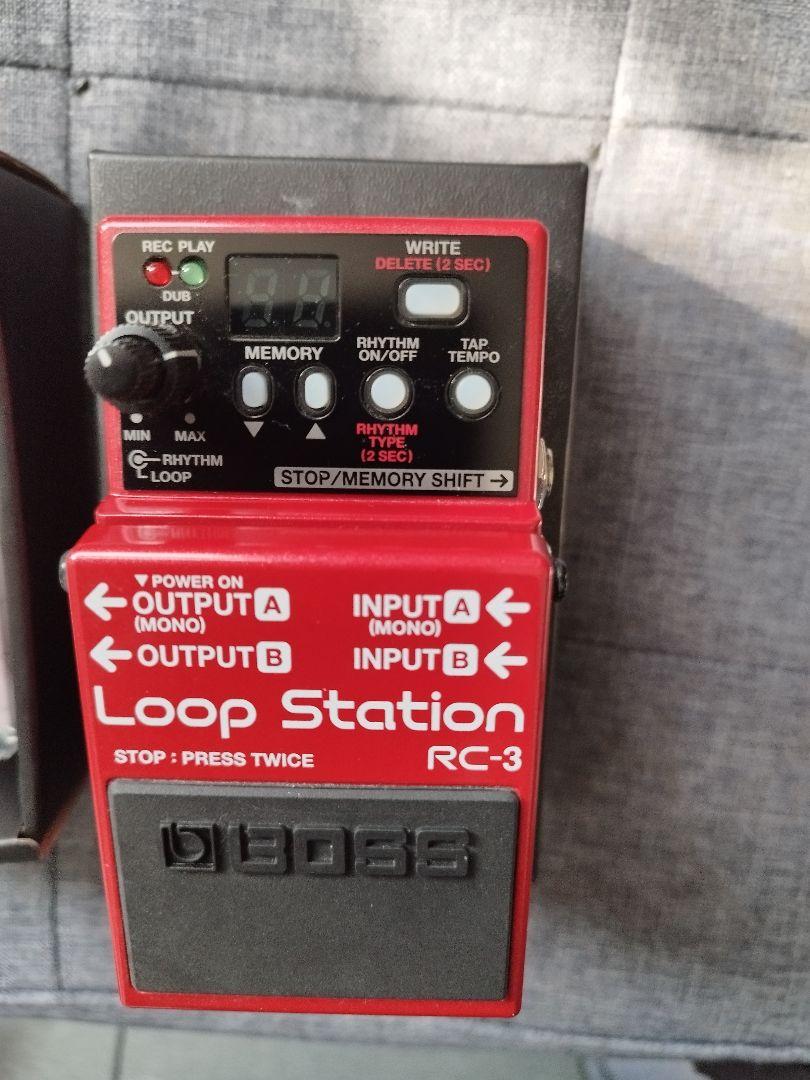 REC PLAY
DUB
WRITE
DELETE (2 SEC)
OUTPUT
MEMORY
▼ ▲
RHYTHM
ON/OFF
TAP
TEMPO
MIN MAX
RHYTHM
LOOP
RHYTHM
TYPE
(2 SEC)
STOP/MEMORY SHIFT →
▼ POWER ON
← OUTPUT A
(MONO)
INPUT A ←
(MONO)
← OUTPUT B
INPUT B ←
Loop Station
STOP : PRESS TWICE
RC-3
BOSS